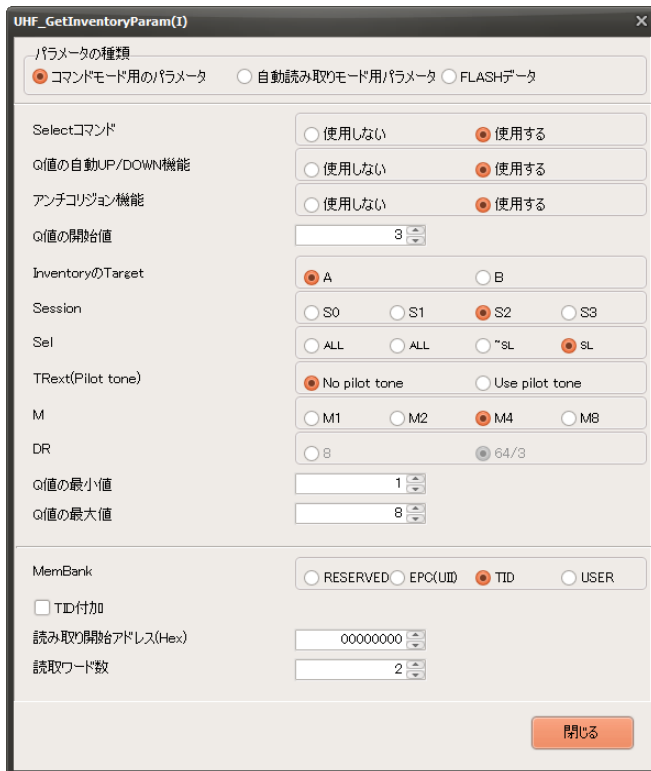 UHF_GetInventoryParam(I)
パラメータの種類
コマンドモード用のパラメータ 自動読み取りモード用パラメータ FLASHデータ
Selectコマンド 使用しない 使用する
Q値の自動UP/DOWN機能 使用しない 使用する
アンチコリジョン機能 使用しない 使用する
Q値の開始値 3
InventoryのTarget A B
Session S0 S1 S2 S3
Sel ALL ALL ~SL SL
TRext(Pilot tone) No pilot tone Use pilot tone
M M1 M2 M4 M8
DR 8 64/3
Q値の最小値 1
Q値の最大値 8
MemBank RESERVED EPC(UII) TID USER
TID付加
読み取り開始アドレス(Hex) 00000000
読取ワード数 2
閉じる